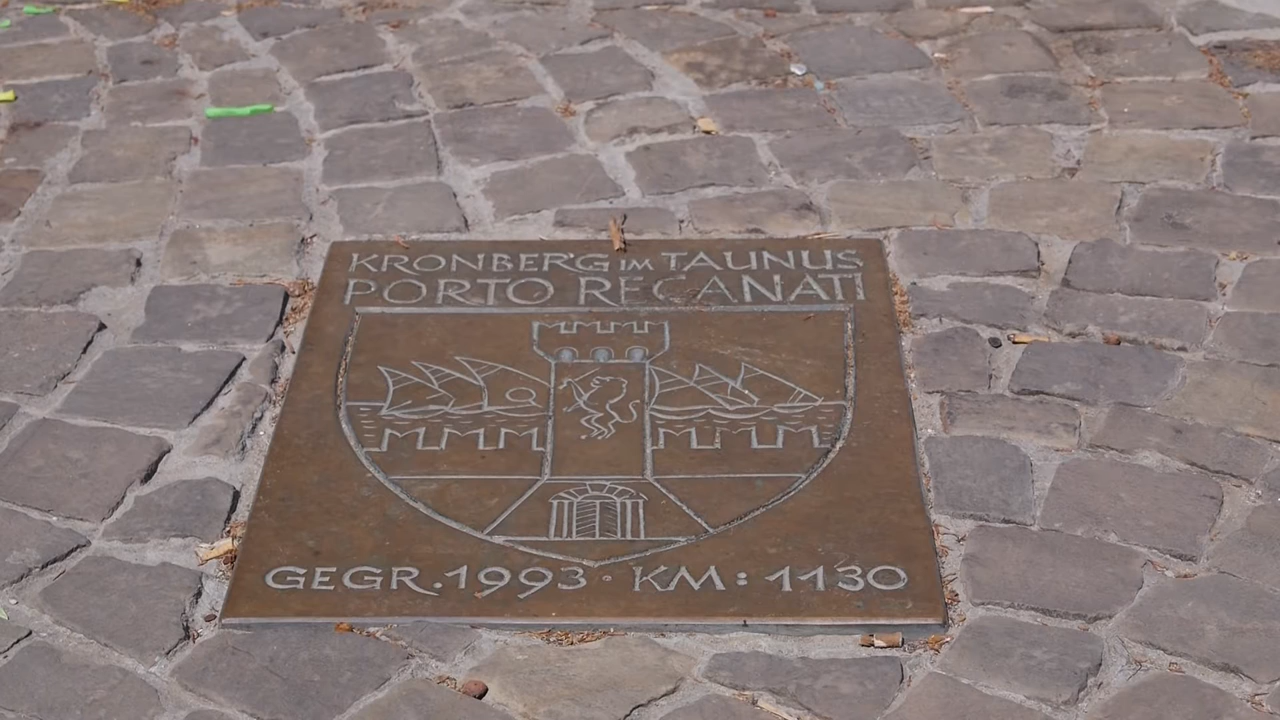 KRONBERG IM TAUNUS
PORTO RECANATI
GEGR. 1993 · KM: 1130